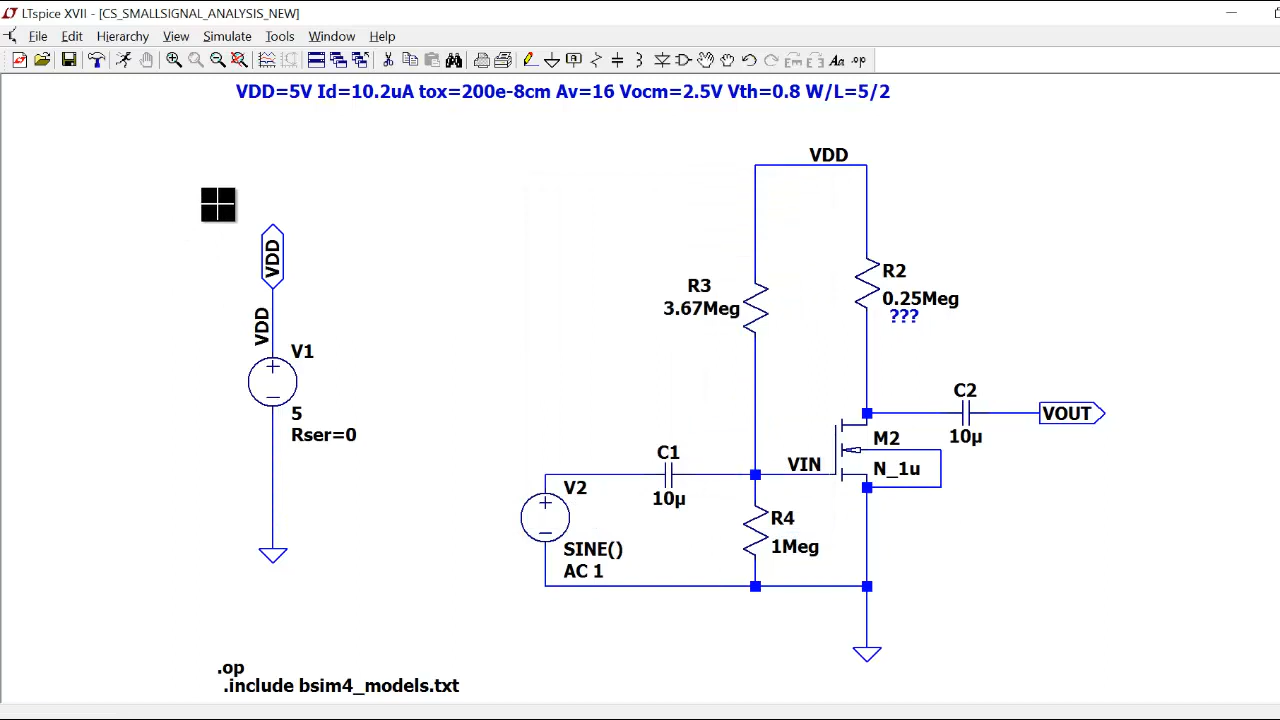 LTspice XVII - [CS_SMALLSIGNAL_ANALYSIS_NEW]
File Edit Hierarchy View Simulate Tools Window Help
Aa .op
VDD=5V Id=10.2uA tox=200e-8cm Av=16 Vocm=2.5V Vth=0.8 W/L=5/2
VDD
VDD
VDD
V1
5
Rser=0
R3
3.67Meg
R2
0.25Meg
???
C2
10µ
VOUT
M2
N_1u
VIN
C1
10µ
V2
SINE()
AC 1
R4
1Meg
.op
.include bsim4_models.txt